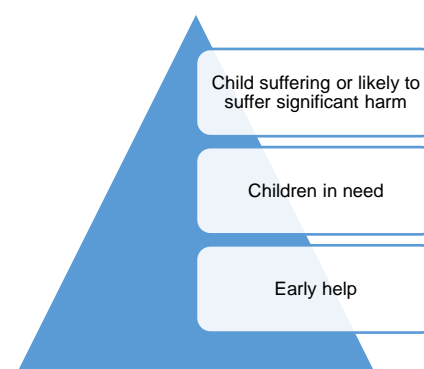 Child suffering or likely to
suffer significant harm
Children in need
Early help